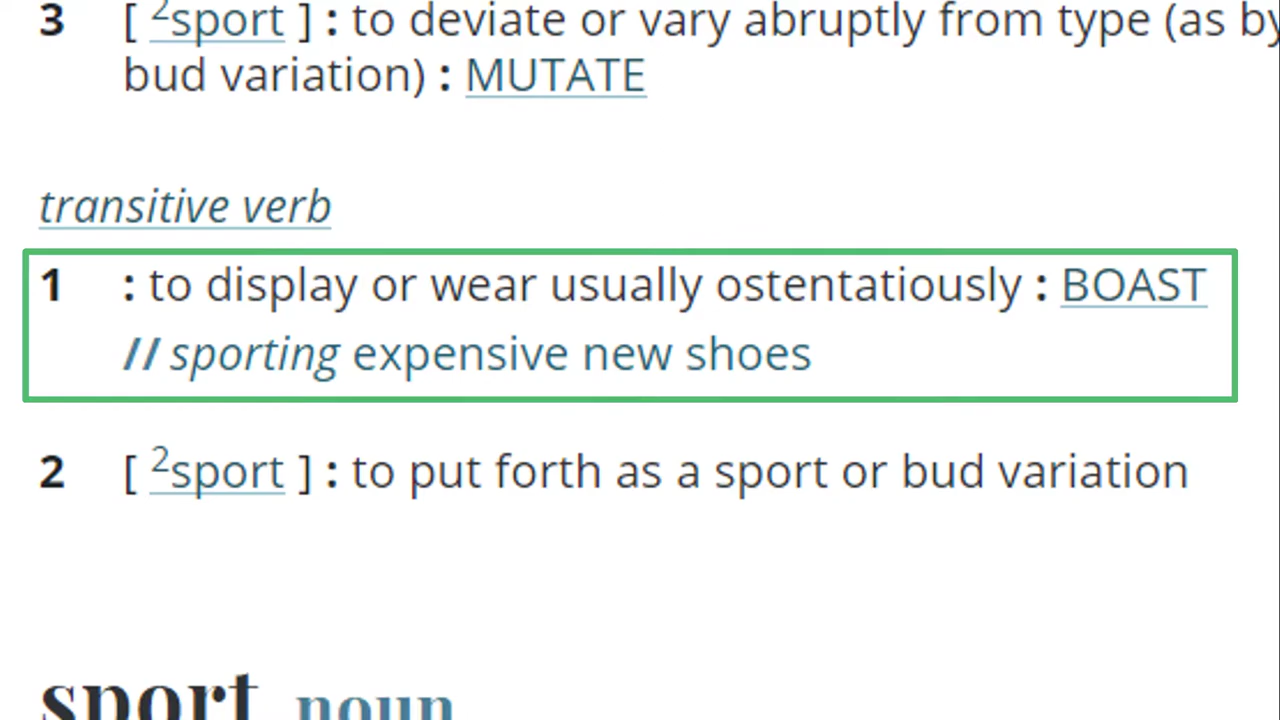 3 [ ²sport ] : to deviate or vary abruptly from type (as by
bud variation) : MUTATE
transitive verb
1 : to display or wear usually ostentatiously : BOAST
// sporting expensive new shoes
2 [ ²sport ] : to put forth as a sport or bud variation
sport noun